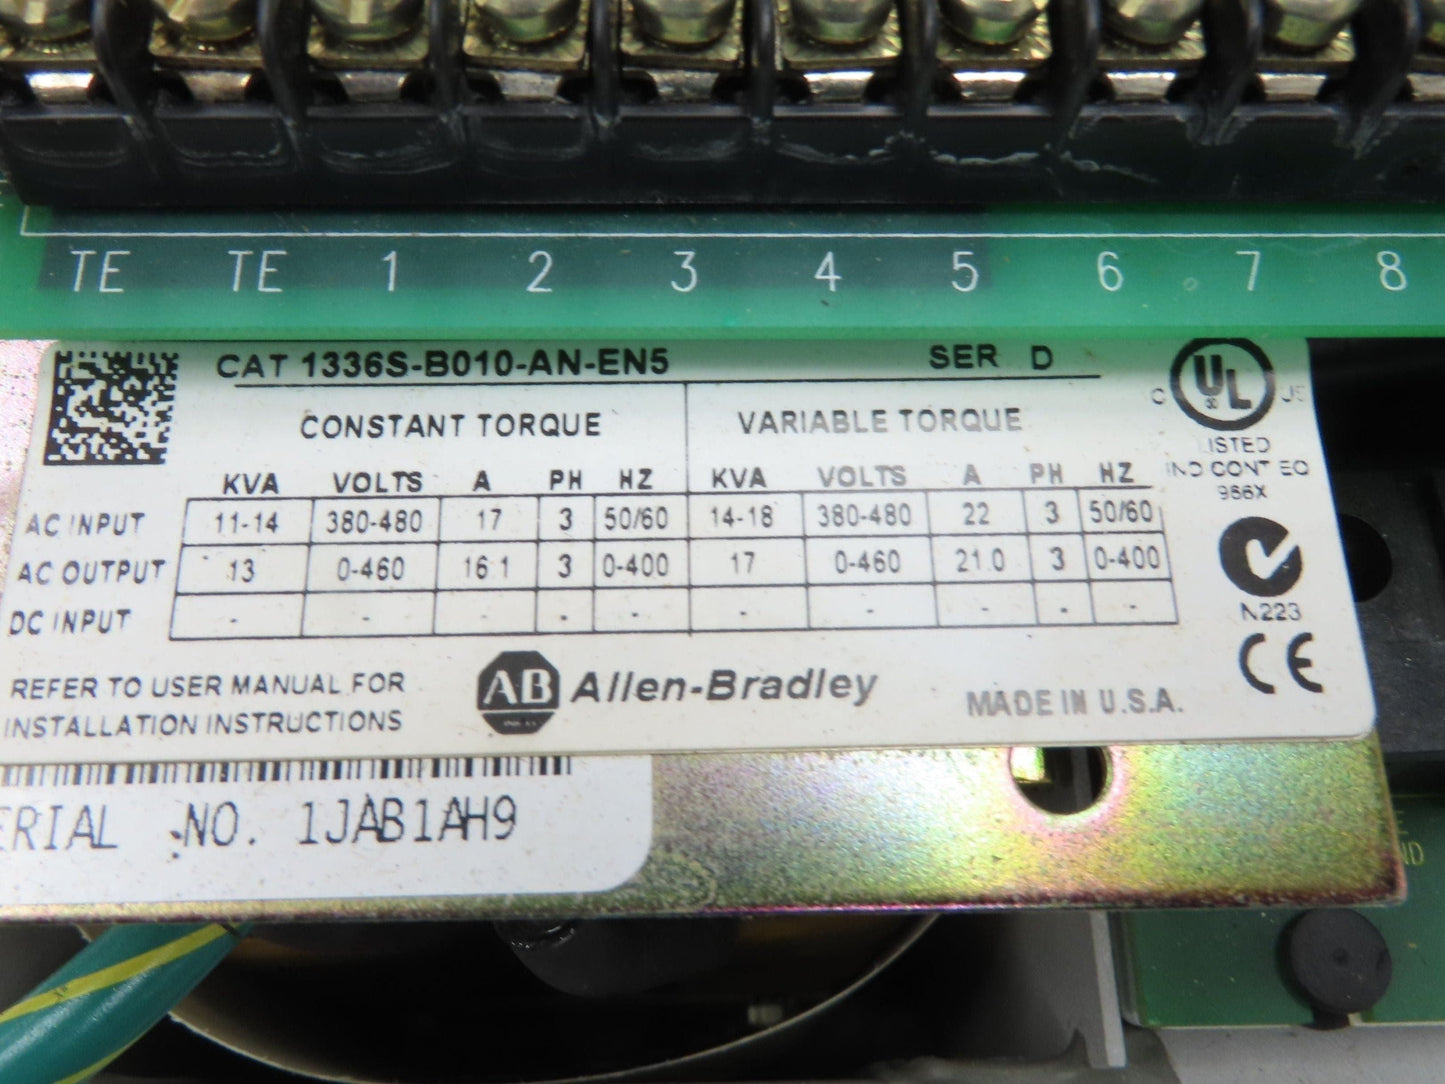 TE TE 1 2 3 4 5 6 7 8
CAT 1336S-B010-AN-EN5 SER D
CONSTANT TORQUE VARIABLE TORQUE
KVA VOLTS A PH HZ KVA VOLTS A PH HZ
AC INPUT 11-14 380-480 17 3 50/60 14-18 380-480 22 3 50/60
AC OUTPUT 13 0-460 16.1 3 0-400 17 0-460 21.0 3 0-400
DC INPUT - - - - - - - - - -
REFER TO USER MANUAL FOR
INSTALLATION INSTRUCTIONS
AB Allen-Bradley
MADE IN U.S.A.
C UL
LISTED
IND CONT EQ
966X
N223
CE
ERIAL NO. 1JAB1AH9